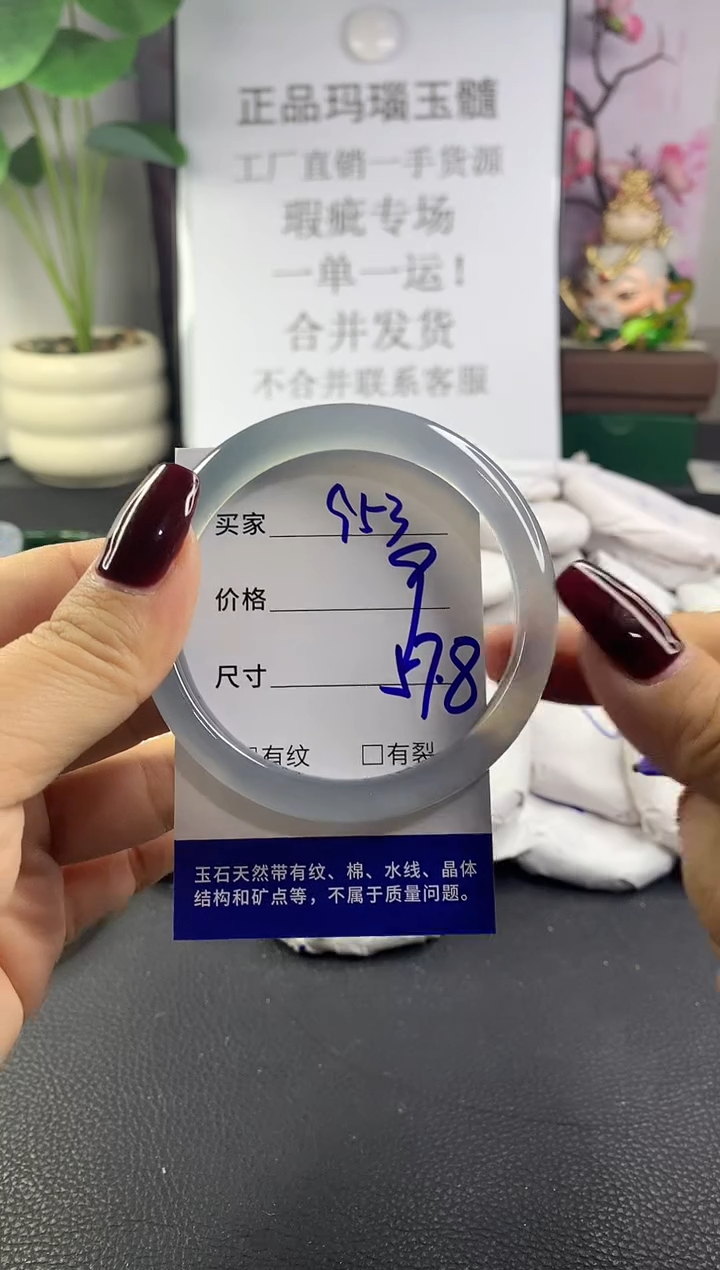 正品玛瑙玉髓
工厂直销一手货源
瑕疵专场
一单一运！
合并发货
不合并联系客服
买家 953
价格
尺寸 57.8
□有纹 □有裂
玉石天然带有纹、棉、水线、晶体
结构和矿点等，不属于质量问题。